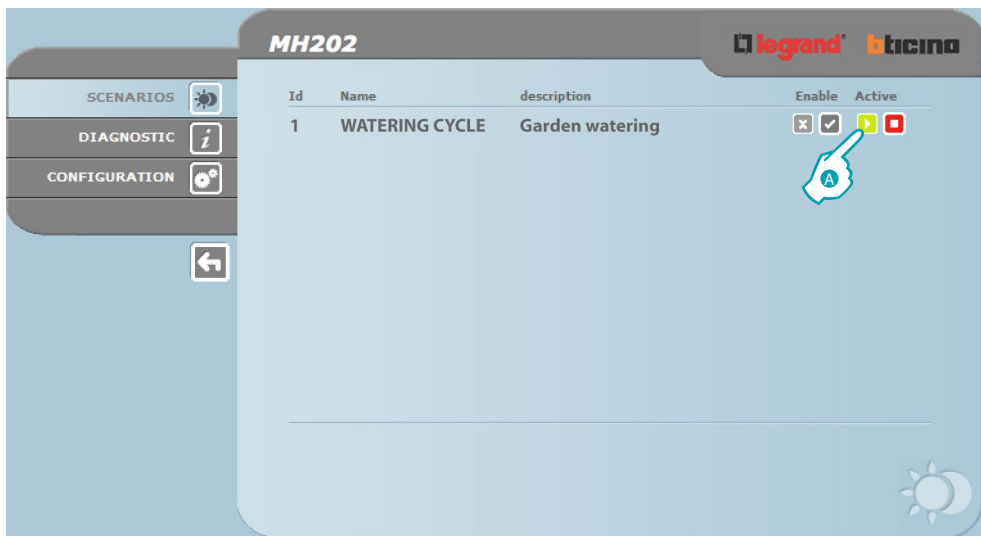 MH202
legrand bticino
SCENARIOS
DIAGNOSTIC
CONFIGURATION
Id Name description Enable Active
1 WATERING CYCLE Garden watering
A